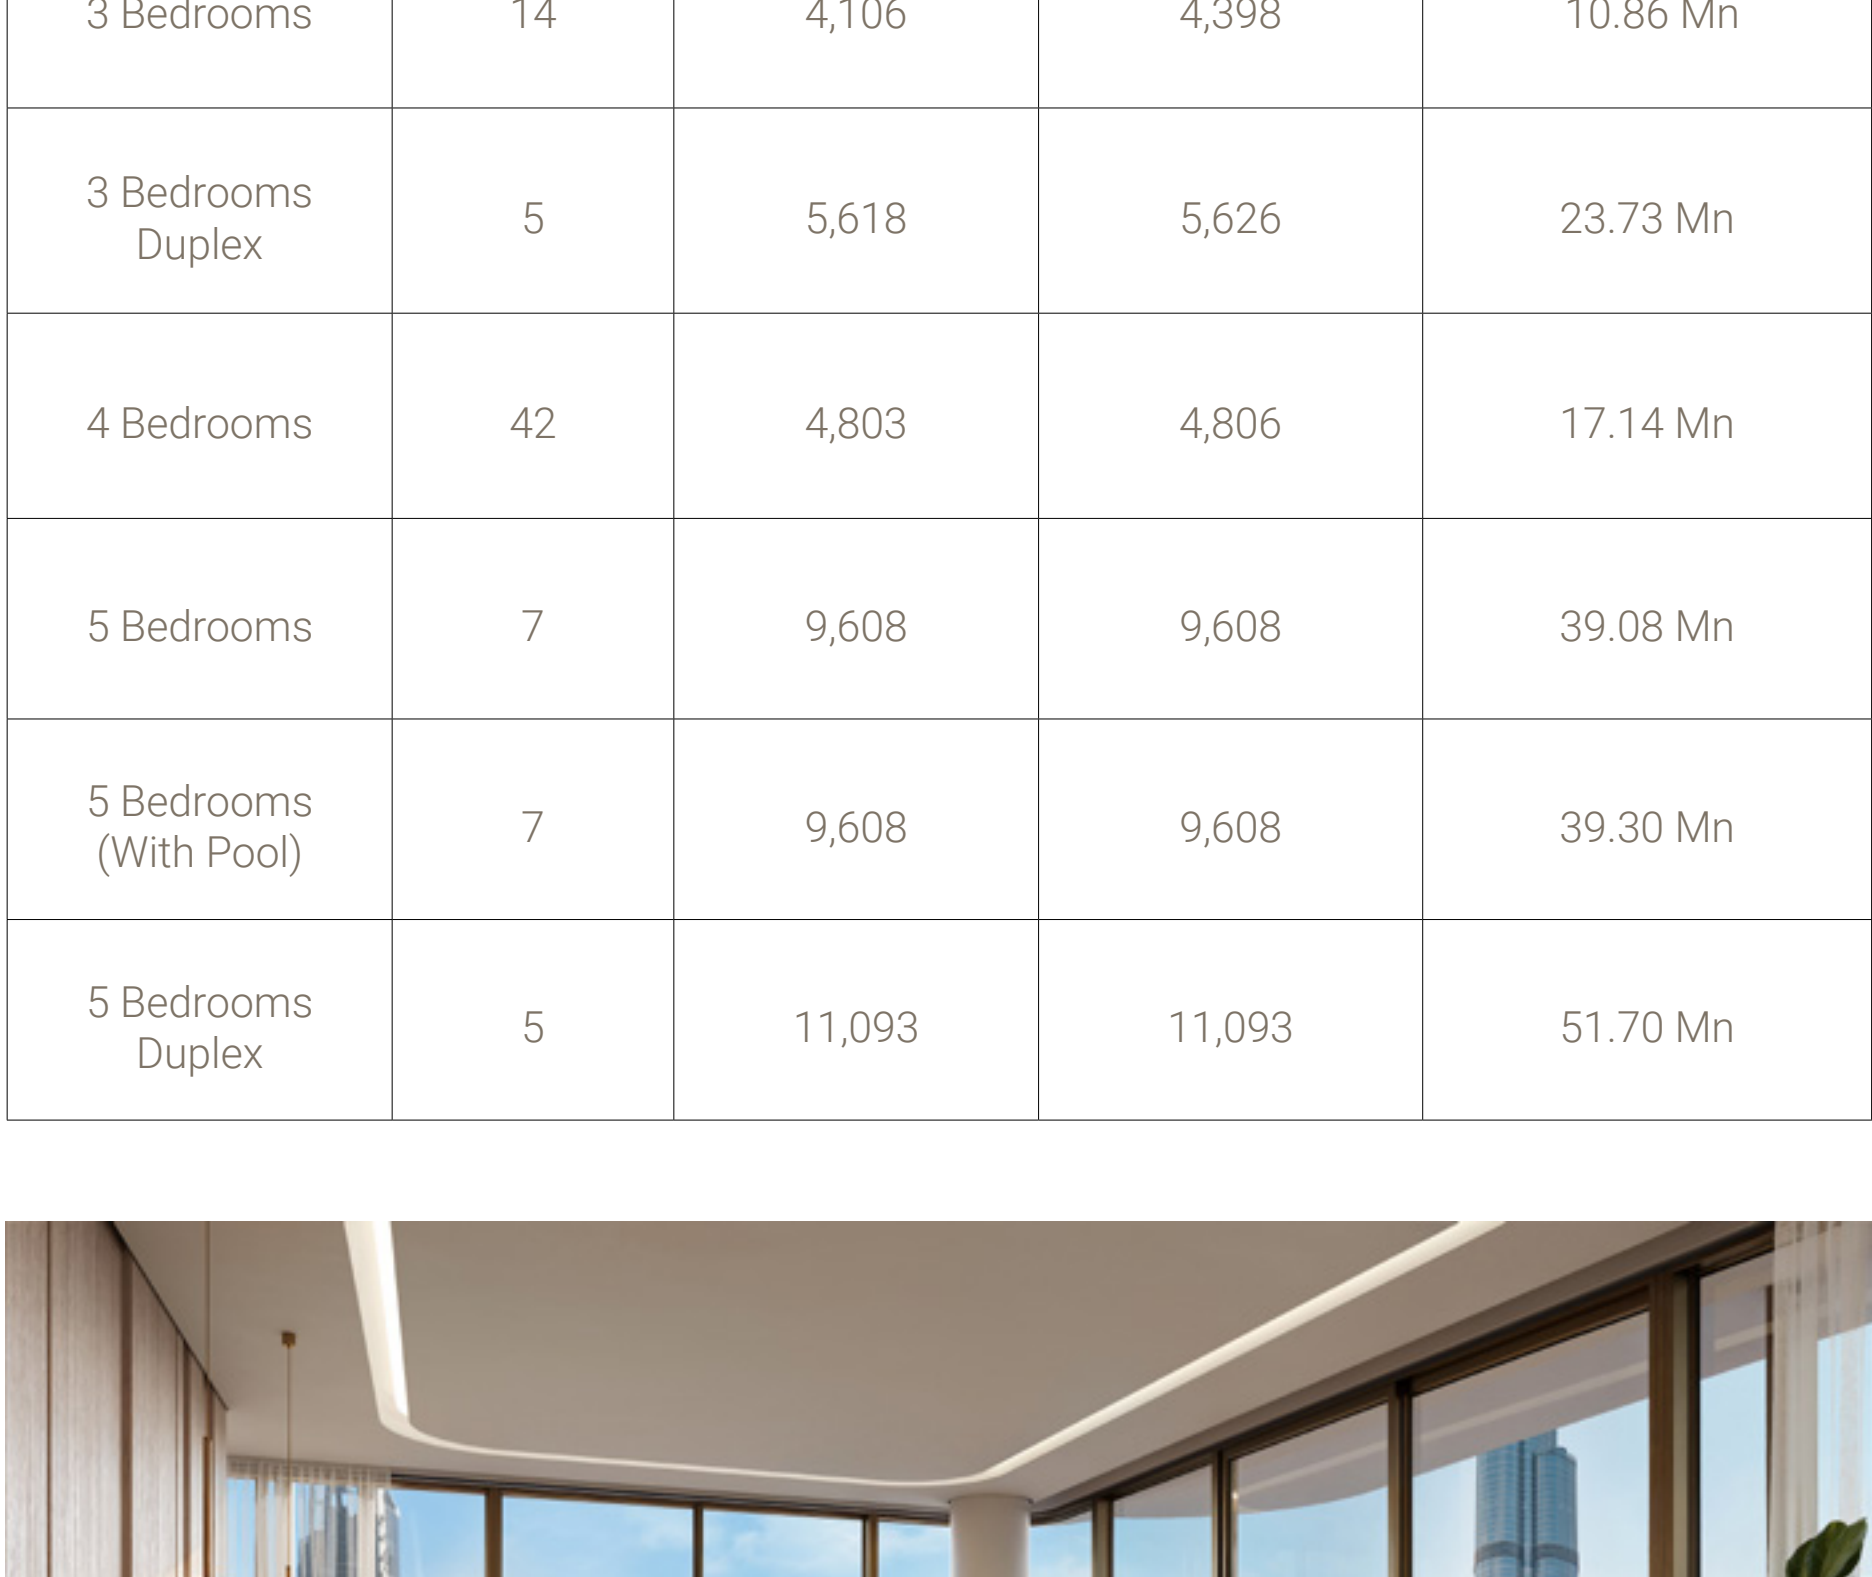 3 Bedrooms 14 4,106 4,398 10.86 Mn
3 Bedrooms
Duplex 5 5,618 5,626 23.73 Mn
4 Bedrooms 42 4,803 4,806 17.14 Mn
5 Bedrooms 7 9,608 9,608 39.08 Mn
5 Bedrooms
(With Pool) 7 9,608 9,608 39.30 Mn
5 Bedrooms
Duplex 5 11,093 11,093 51.70 Mn